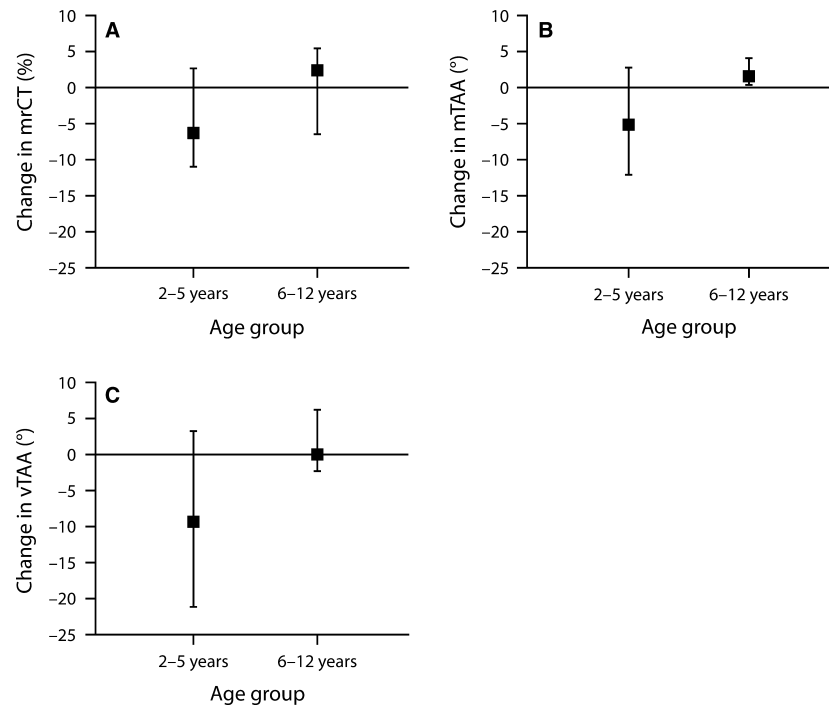 A
Change in mrCT (%)
10
5
0
–5
–10
–15
–20
–25
2–5 years 6–12 years
Age group
B
Change in mTAA (°)
10
5
0
–5
–10
–15
–20
–25
2–5 years 6–12 years
Age group
C
Change in vTAA (°)
10
5
0
–5
–10
–15
–20
–25
2–5 years 6–12 years
Age group